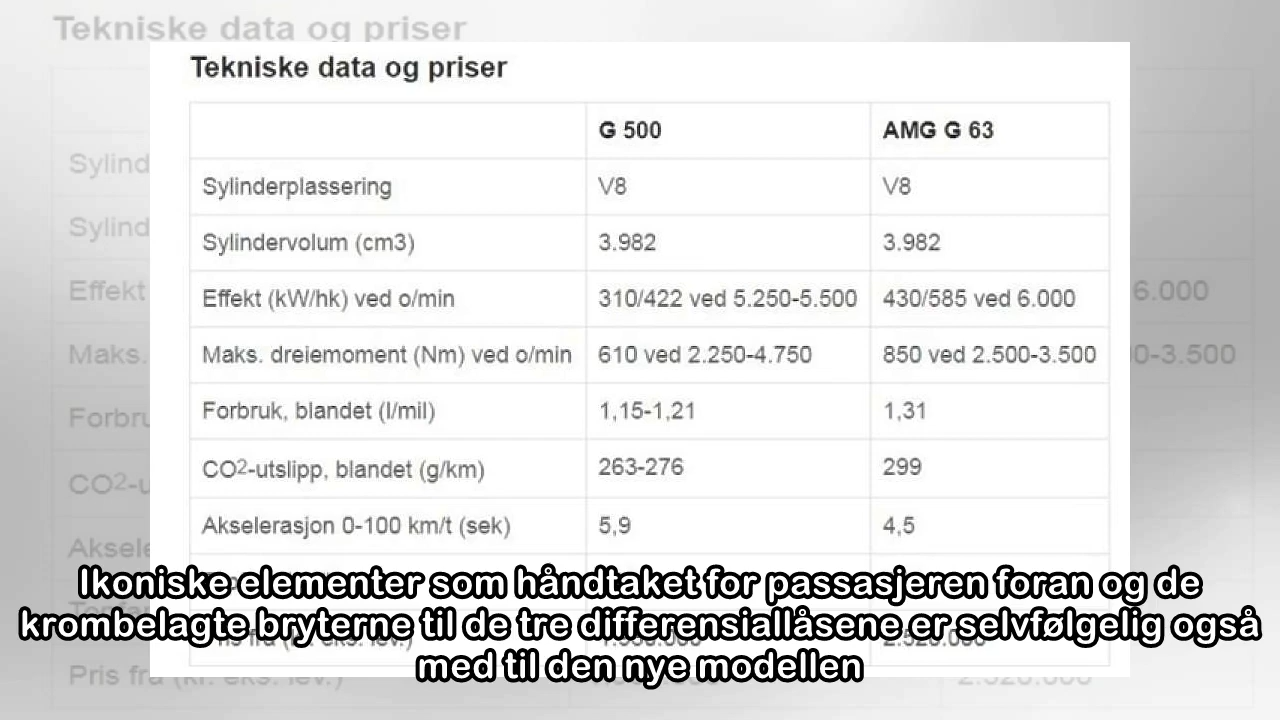 Tekniske data og priser
G 500 AMG G 63
Sylinderplassering V8 V8
Sylindervolum (cm3) 3.982 3.982
Effekt (kW/hk) ved o/min 310/422 ved 5.250-5.500 430/585 ved 6.000
Maks. dreiemoment (Nm) ved o/min 610 ved 2.250-4.750 850 ved 2.500-3.500
Forbruk, blandet (l/mil) 1,15-1,21 1,31
CO2-utslipp, blandet (g/km) 263-276 299
Akselerasjon 0-100 km/t (sek) 5,9 4,5
Ikoniske elementer som håndtaket for passasjeren foran og de
krombelagte bryterne til de tre differensiallåsene er selvfølgelig også
med til den nye modellen